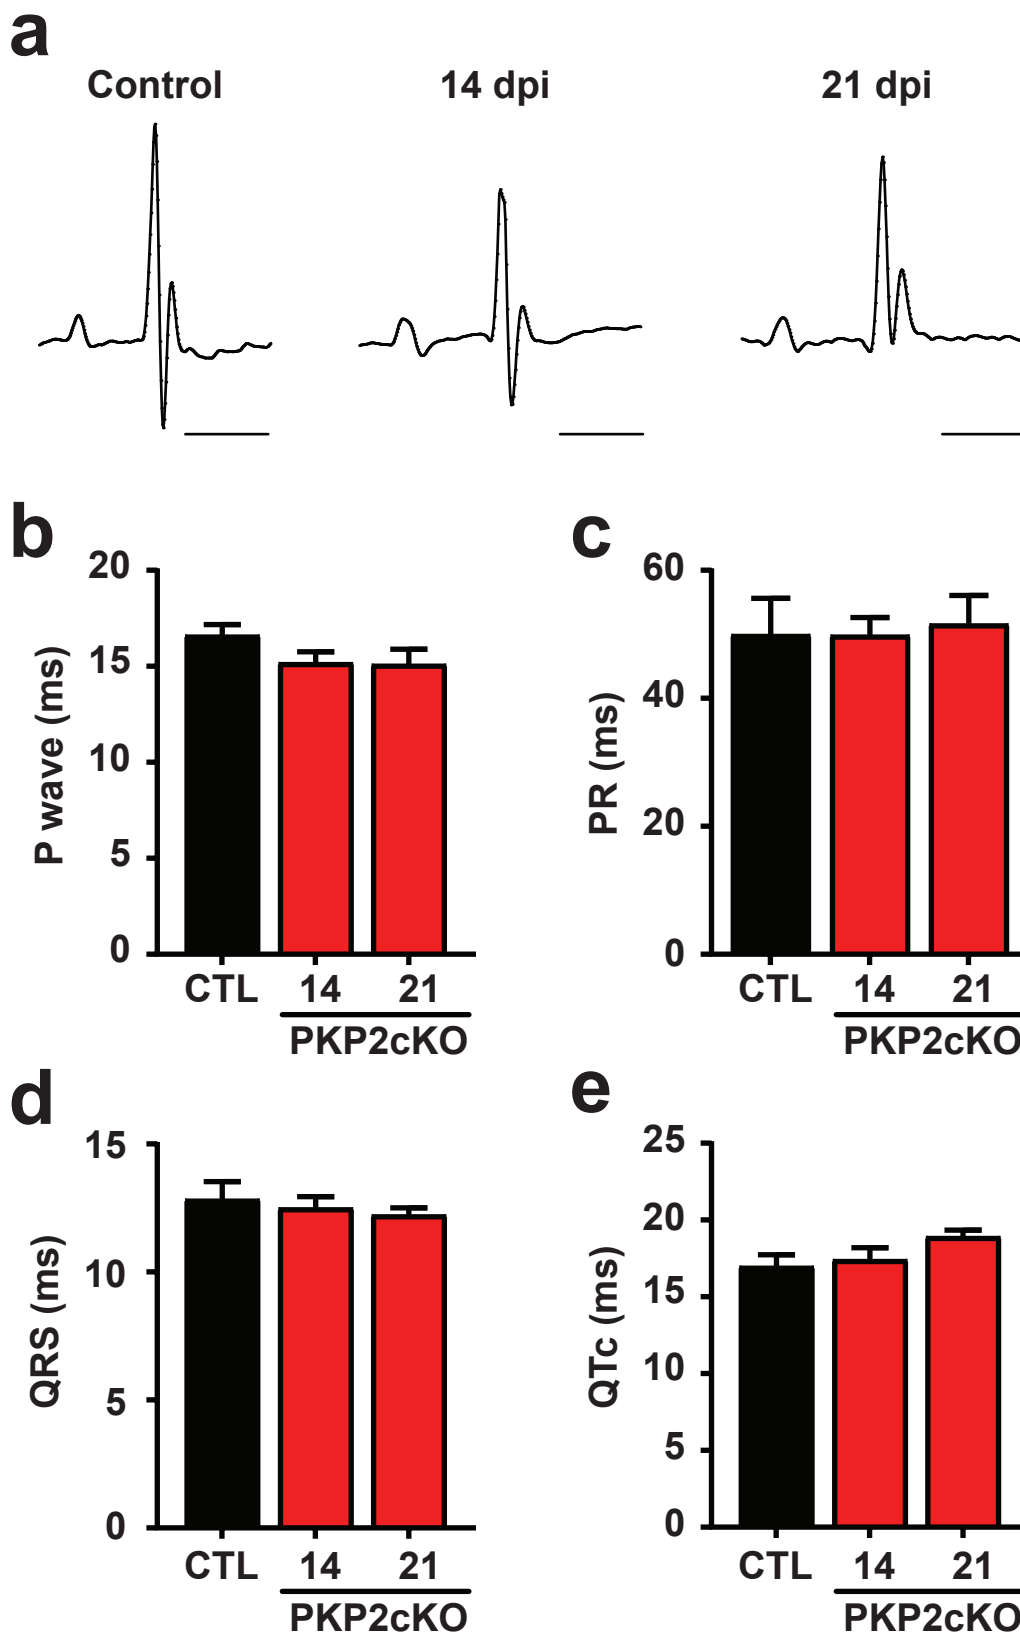 a
Control 14 dpi 21 dpi
b
20
15
10
5
0
P wave (ms)
CTL 14 21
PKP2cKO
c
60
40
20
0
PR (ms)
CTL 14 21
PKP2cKO
d
15
10
5
0
QRS (ms)
CTL 14 21
PKP2cKO
e
25
20
15
10
5
0
QTc (ms)
CTL 14 21
PKP2cKO